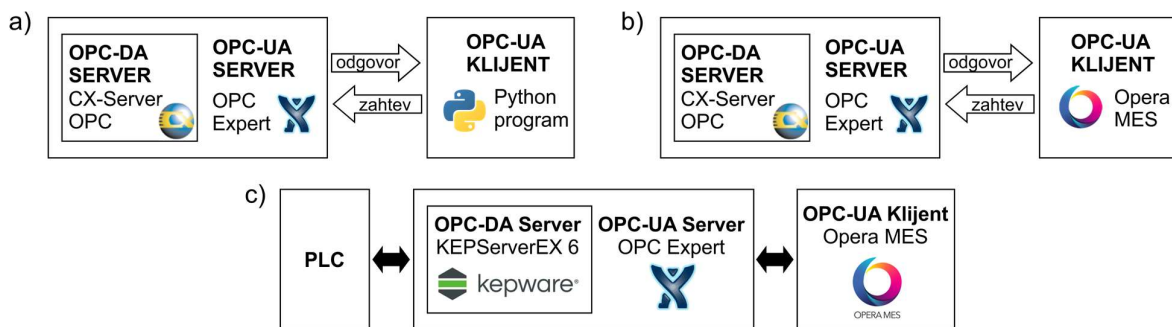 a)
OPC-DA
SERVER
CX-Server
OPC
OPC-UA
SERVER
OPC
Expert
odgovor
zahtev
OPC-UA
KLIJENT
Python
program
b)
OPC-DA
SERVER
CX-Server
OPC
OPC-UA
SERVER
OPC
Expert
odgovor
zahtev
OPC-UA
KLIJENT
Opera
MES
c)
PLC
OPC-DA Server
KEPServerEX 6
kepware®
OPC-UA Server
OPC Expert
OPC-UA Klijent
Opera MES
OPERA MES